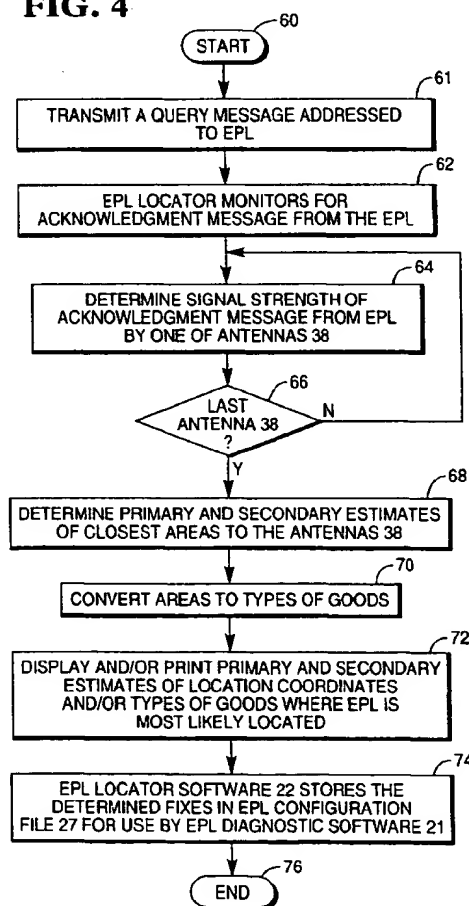 FIG. 4
60
START
61
TRANSMIT A QUERY MESSAGE ADDRESSED
TO EPL
62
EPL LOCATOR MONITORS FOR
ACKNOWLEDGMENT MESSAGE FROM THE EPL
64
DETERMINE SIGNAL STRENGTH OF
ACKNOWLEDGMENT MESSAGE FROM EPL
BY ONE OF ANTENNAS 38
66
LAST
ANTENNA 38
?
N
Y
68
DETERMINE PRIMARY AND SECONDARY ESTIMATES
OF CLOSEST AREAS TO THE ANTENNAS 38
70
CONVERT AREAS TO TYPES OF GOODS
72
DISPLAY AND/OR PRINT PRIMARY AND SECONDARY
ESTIMATES OF LOCATION COORDINATES
AND/OR TYPES OF GOODS WHERE EPL IS
MOST LIKELY LOCATED
74
EPL LOCATOR SOFTWARE 22 STORES THE
DETERMINED FIXES IN EPL CONFIGURATION
FILE 27 FOR USE BY EPL DIAGNOSTIC SOFTWARE 21
76
END